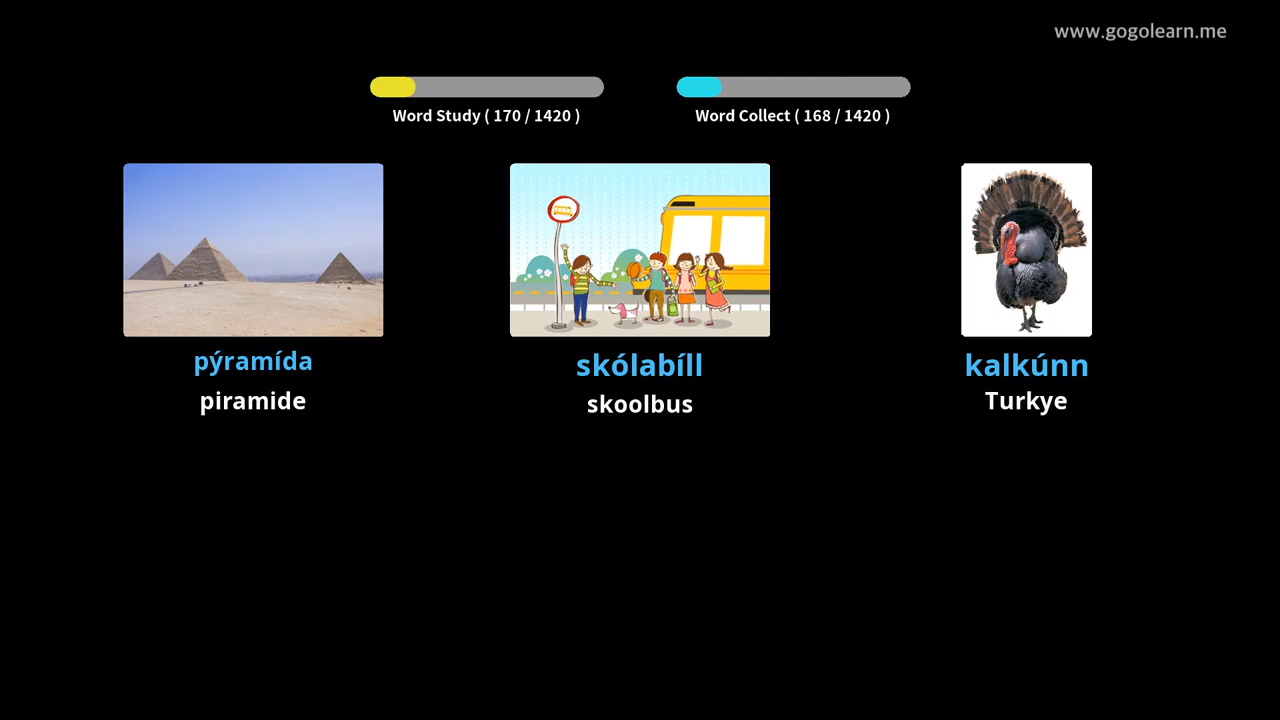 www.gogolearn.me
Word Study ( 170 / 1420 )
Word Collect ( 168 / 1420 )
pýramída
skólabíll
kalkúnn
piramide
skoolbus
Turkye